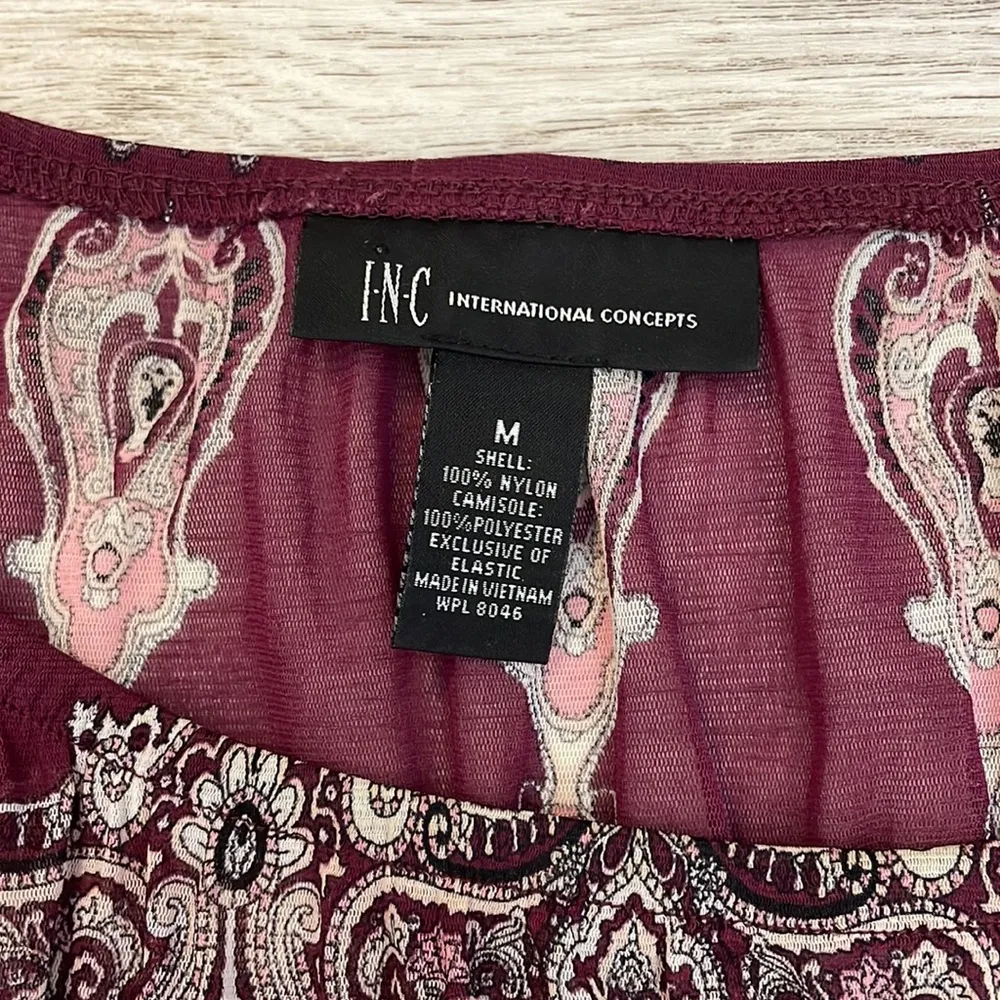 I·N·C INTERNATIONAL CONCEPTS
M
SHELL:
100% NYLON
CAMISOLE:
100%POLYESTER
EXCLUSIVE OF
ELASTIC
MADE IN VIETNAM
WPL 8046